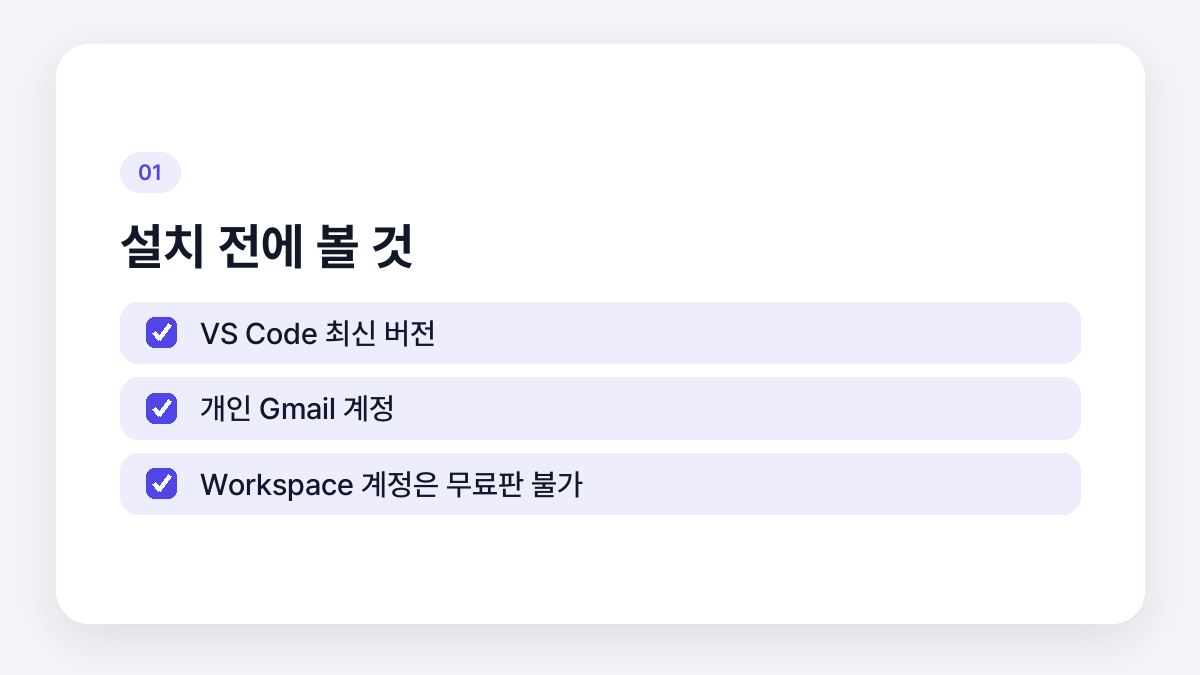 01
설치 전에 볼 것
VS Code 최신 버전
개인 Gmail 계정
Workspace 계정은 무료판 불가